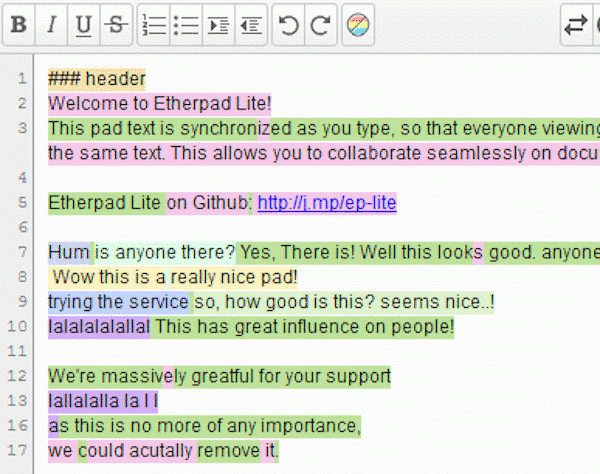 B I U S
1 ### header
2 Welcome to Etherpad Lite!
3 This pad text is synchronized as you type, so that everyone viewing
the same text. This allows you to collaborate seamlessly on docu
4
5 Etherpad Lite on Github: http://j.mp/ep-lite
6
7 Hum is anyone there? Yes, There is! Well this looks good. anyone
8 Wow this is a really nice pad!
9 trying the service so, how good is this? seems nice..!
10 lalalalalallal This has great influence on people!
11
12 We're massively greatful for your support
13 lallalalla la l l
16 as this is no more of any importance,
17 we could acutally remove it.